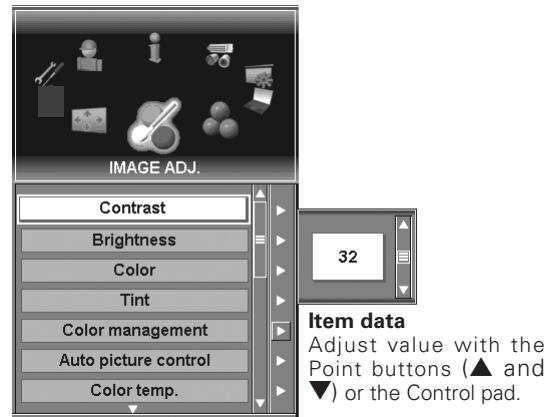 IMAGE ADJ.
Contrast
Brightness
Color
Tint
Color management
Auto picture control
Color temp.
32
Item data
Adjust value with the
Point buttons (▲ and
▼) or the Control pad.